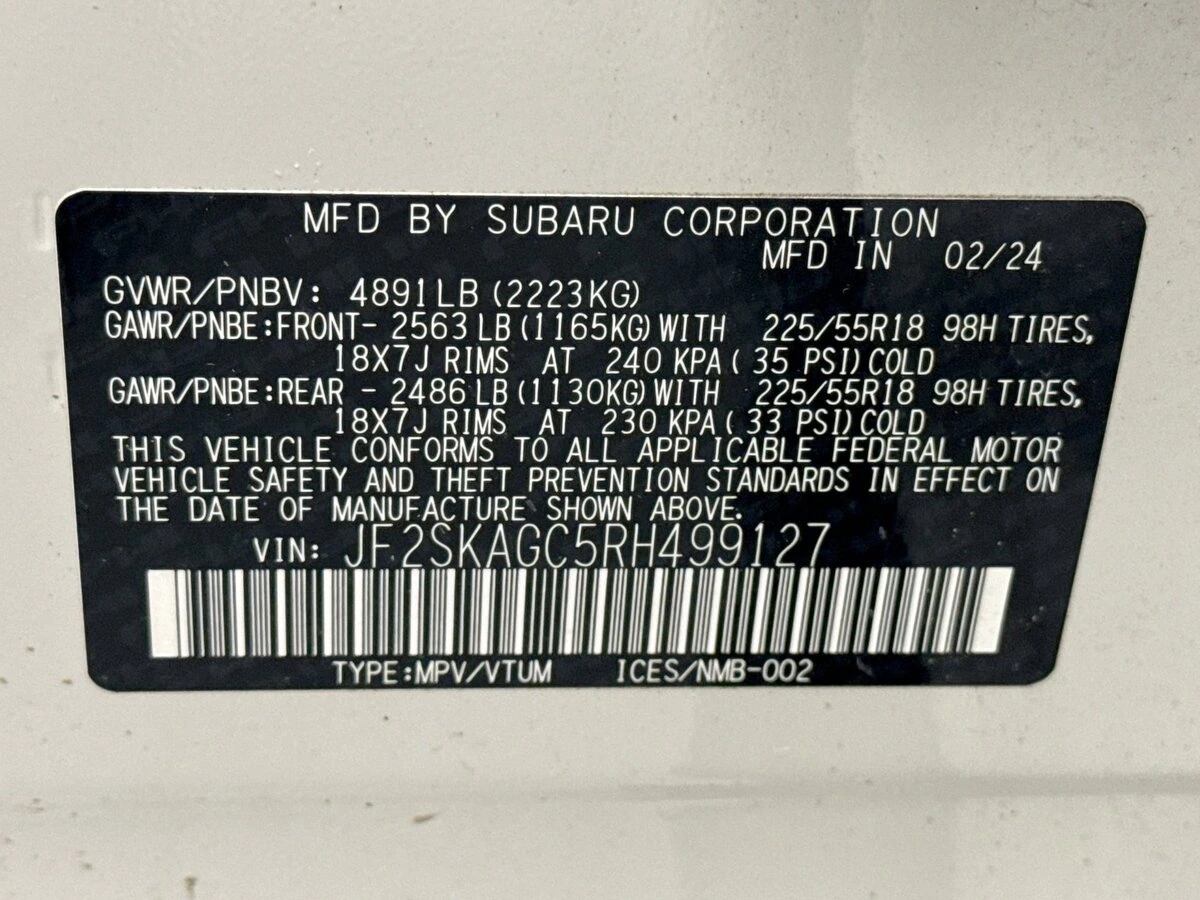 MFD BY SUBARU CORPORATION
MFD IN 02/24
GVWR/PNBV: 4891LB (2223KG)
GAWR/PNBE:FRONT- 2563 LB (1165KG) WITH 225/55R18 98H TIRES,
18X7J RIMS AT 240 KPA ( 35 PSI) COLD
GAWR/PNBE:REAR - 2486 LB (1130KG) WITH 225/55R18 98H TIRES,
18X7J RIMS AT 230 KPA ( 33 PSI) COLD
THIS VEHICLE CONFORMS TO ALL APPLICABLE FEDERAL MOTOR
VEHICLE SAFETY AND THEFT PREVENTION STANDARDS IN EFFECT ON
THE DATE OF MANUFACTURE SHOWN ABOVE.
VIN: JF2SKAGC5RH499127
TYPE:MPV/VTUM ICES/NMB-002